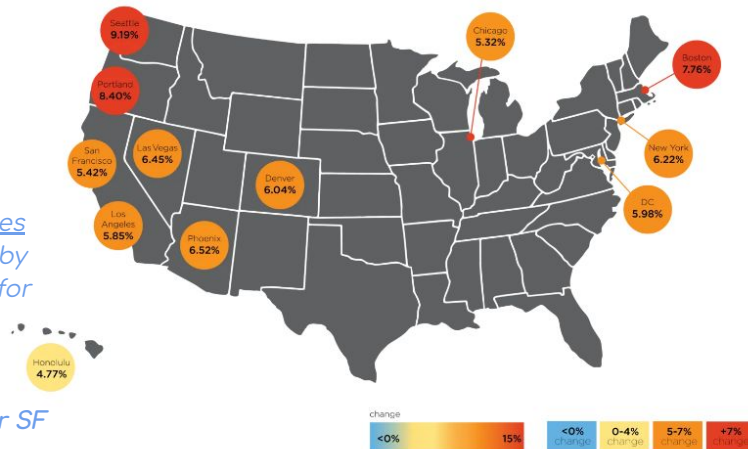 Seattle
9.19%
Portland
8.40%
San
Francisco
5.42%
Las Vegas
6.45%
Los
Angeles
5.85%
Phoenix
6.52%
Denver
6.04%
Chicago
5.32%
Boston
7.76%
New York
6.22%
DC
5.98%
Honolulu
4.77%
es
by
for
r SF
change
<0%
15%
<0%
change
0-4%
change
5-7%
change
+7%
change